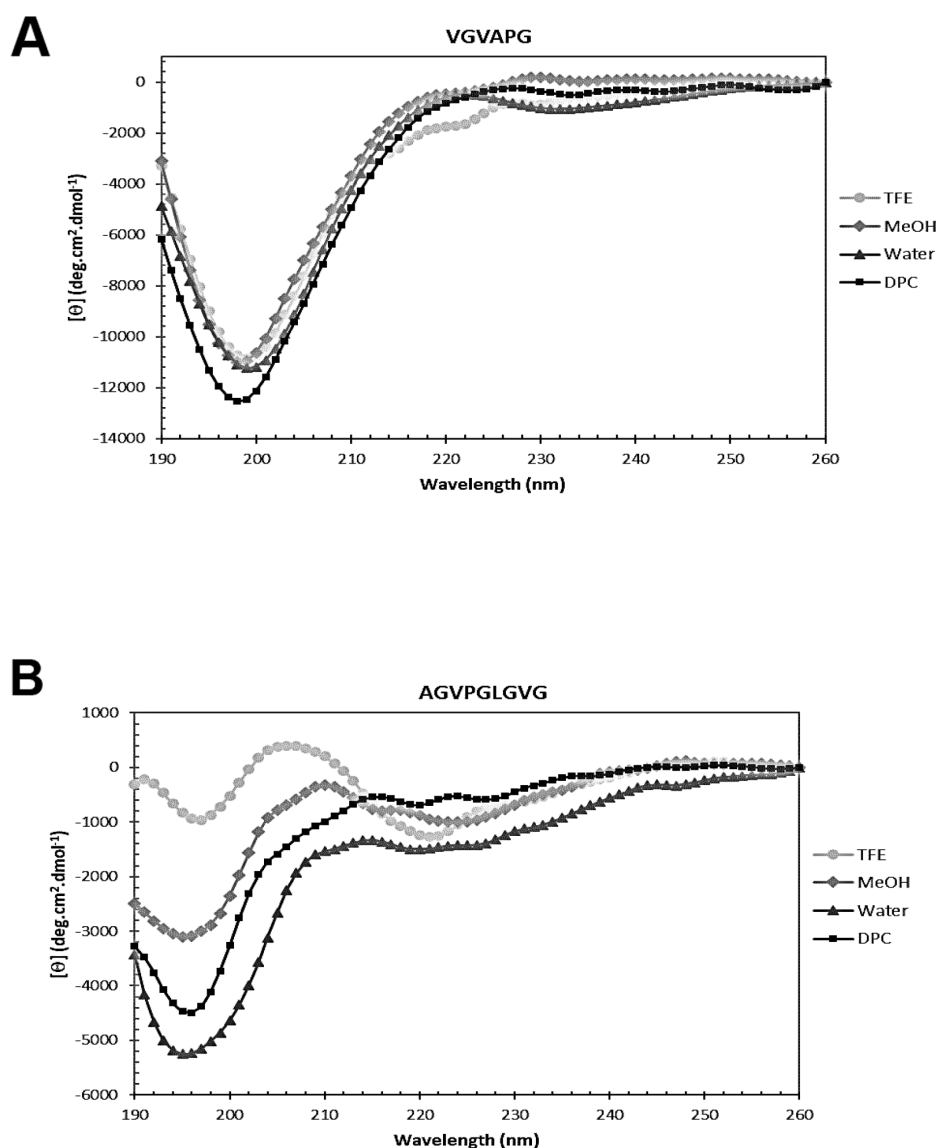 A
VGVAPG
0
-2000
-4000
-6000
-8000
-10000
-12000
-14000
[Θ] (deg.cm².dmol⁻¹)
190 200 210 220 230 240 250 260
Wavelength (nm)
TFE
MeOH
Water
DPC
B
AGVPGLGVG
1000
0
-1000
-2000
-3000
-4000
-5000
-6000
[Θ] (deg.cm².dmol⁻¹)
190 200 210 220 230 240 250 260
Wavelength (nm)
TFE
MeOH
Water
DPC